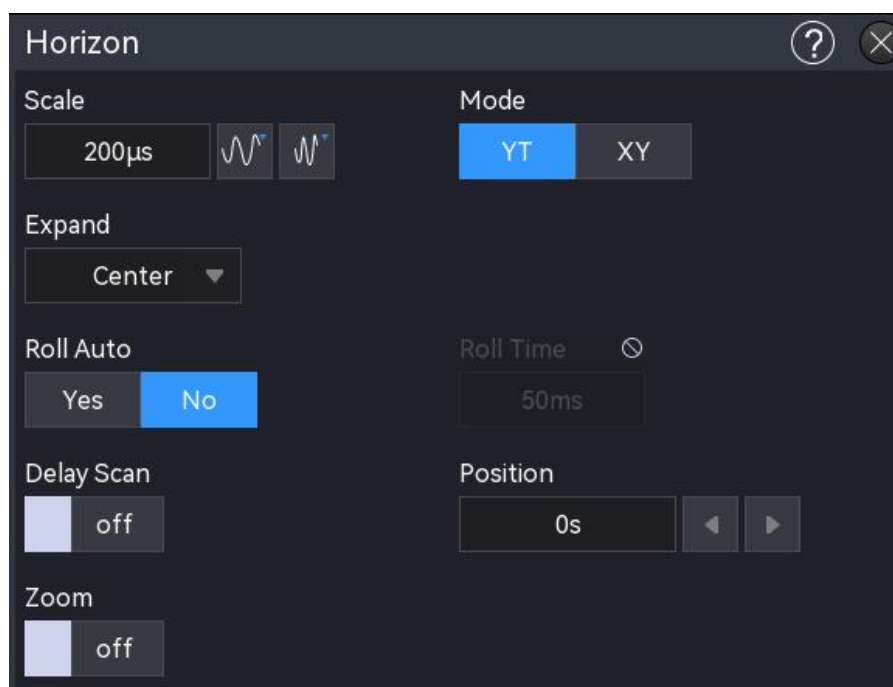 Horizon ?
Scale Mode
200μs YT XY
Expand
Center
Roll Auto Roll Time
Yes No 50ms
Delay Scan Position
off 0s
Zoom
off